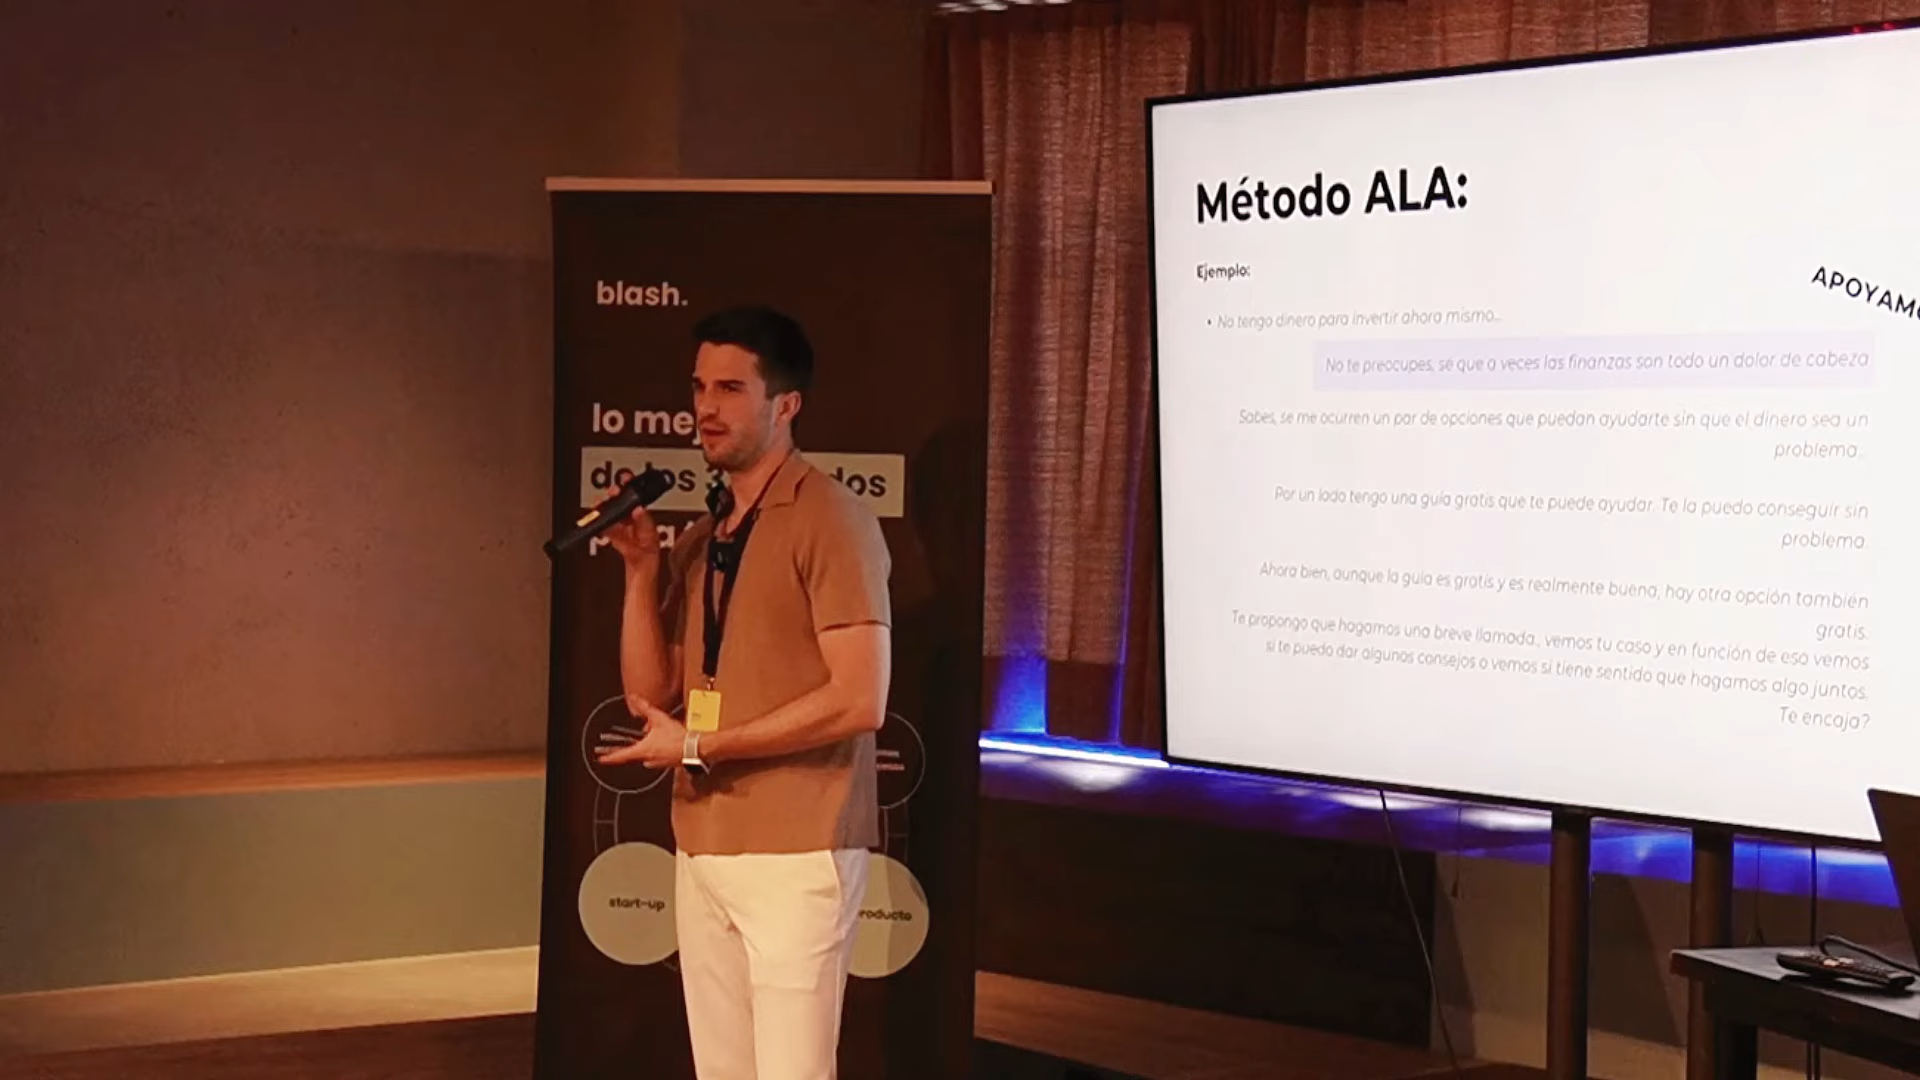 blash.
lo mej
start-up
roducto
Método ALA:
Ejemplo:
APOYAMO
• No tengo dinero para invertir ahora mismo...
No te preocupes, sé que a veces las finanzas son todo un dolor de cabeza
Sabes, se me ocurren un par de opciones que puedan ayudarte sin que el dinero sea un
problema.
Por un lado tengo una guía gratis que te puede ayudar. Te la puedo conseguir sin
problema.
Ahora bien, aunque la guía es gratis y es realmente buena, hay otra opción también
gratis.
Te propongo que hagamos una breve llamada, vemos tu caso y en función de eso vemos
si te puedo dar algunos consejos o vemos si tiene sentido que hagamos algo juntos.
Te encaja?